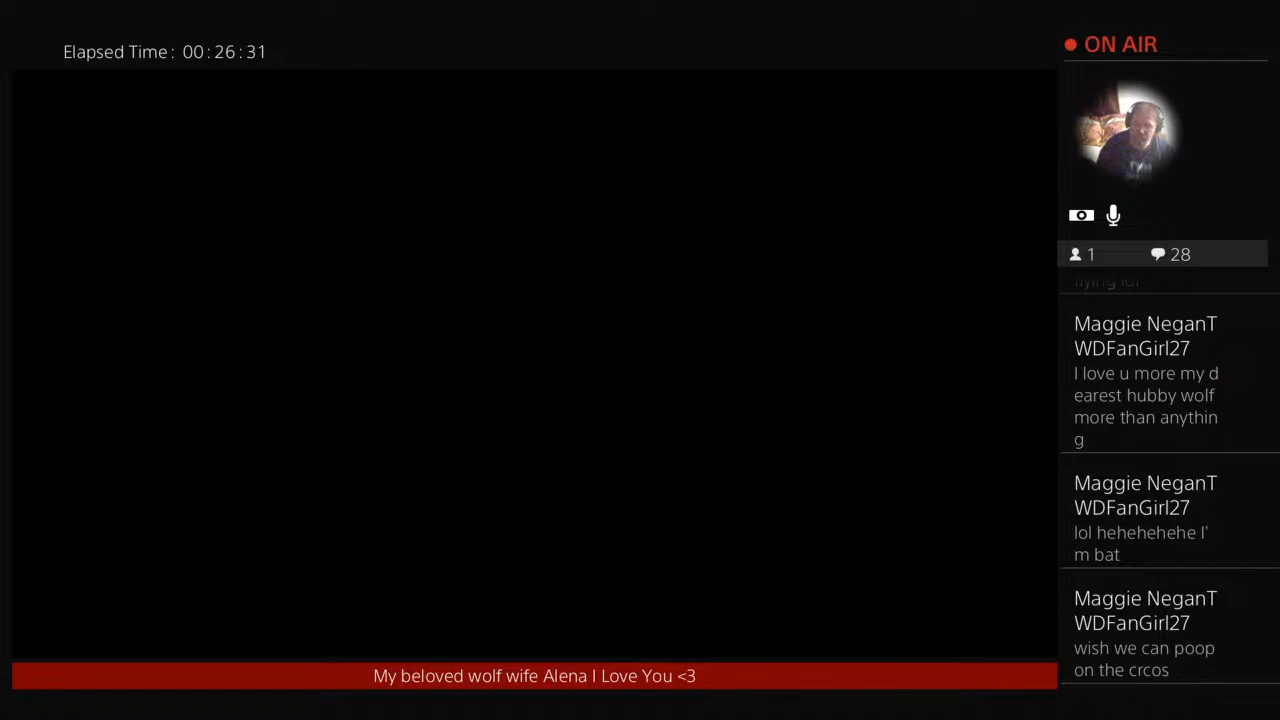 Elapsed Time: 00:26:31
ON AIR
1 28
flying lol
Maggie NeganT
WDFanGirl27
I love u more my d
earest hubby wolf
more than anythin
g
Maggie NeganT
WDFanGirl27
lol hehehehehe I'
m bat
Maggie NeganT
WDFanGirl27
wish we can poop
on the crcos
My beloved wolf wife Alena I Love You <3